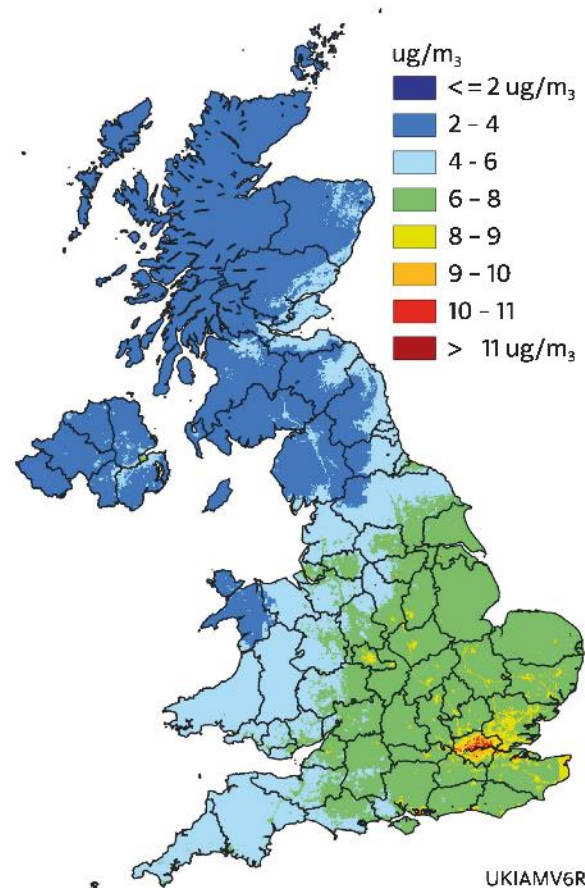 ug/m₃
<= 2 ug/m₃
2 – 4
4 – 6
6 – 8
8 – 9
9 – 10
10 – 11
> 11 ug/m₃
UKIAMV6R